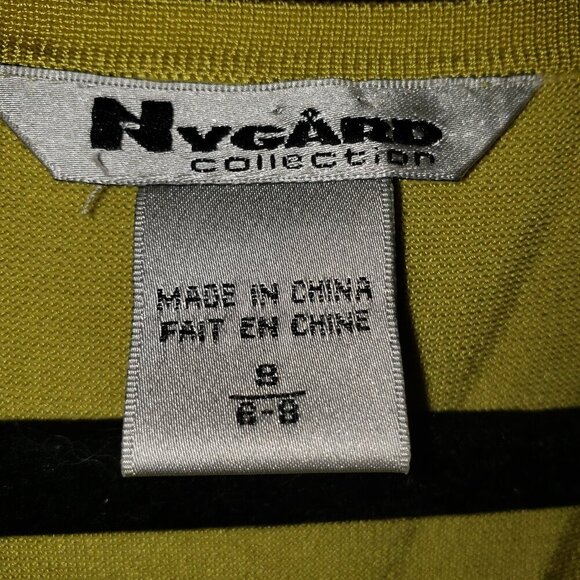 NYGÅRD
collection
MADE IN CHINA
FAIT EN CHINE
S
6-8